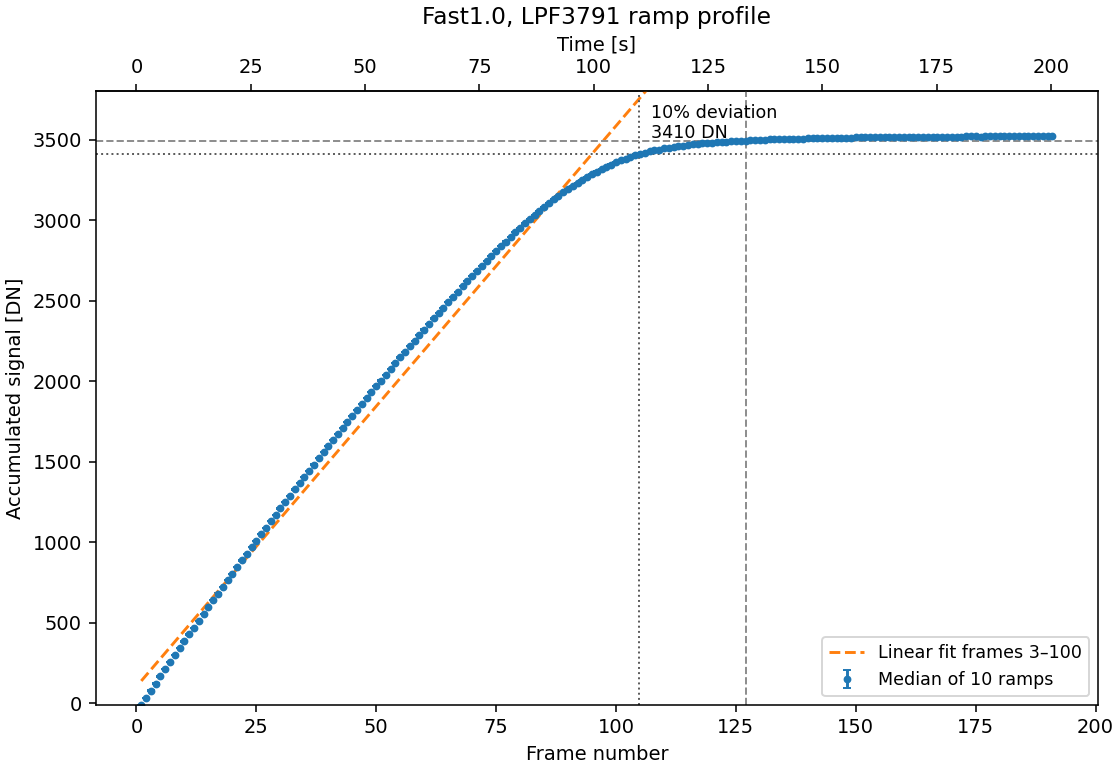 Fast1.0, LPF3791 ramp profile
Time [s]
0 25 50 75 100 125 150 175 200
10% deviation
3410 DN
3500
3000
2500
2000
1500
1000
500
0
Accumulated signal [DN]
Linear fit frames 3–100
Median of 10 ramps
0 25 50 75 100 125 150 175 200
Frame number